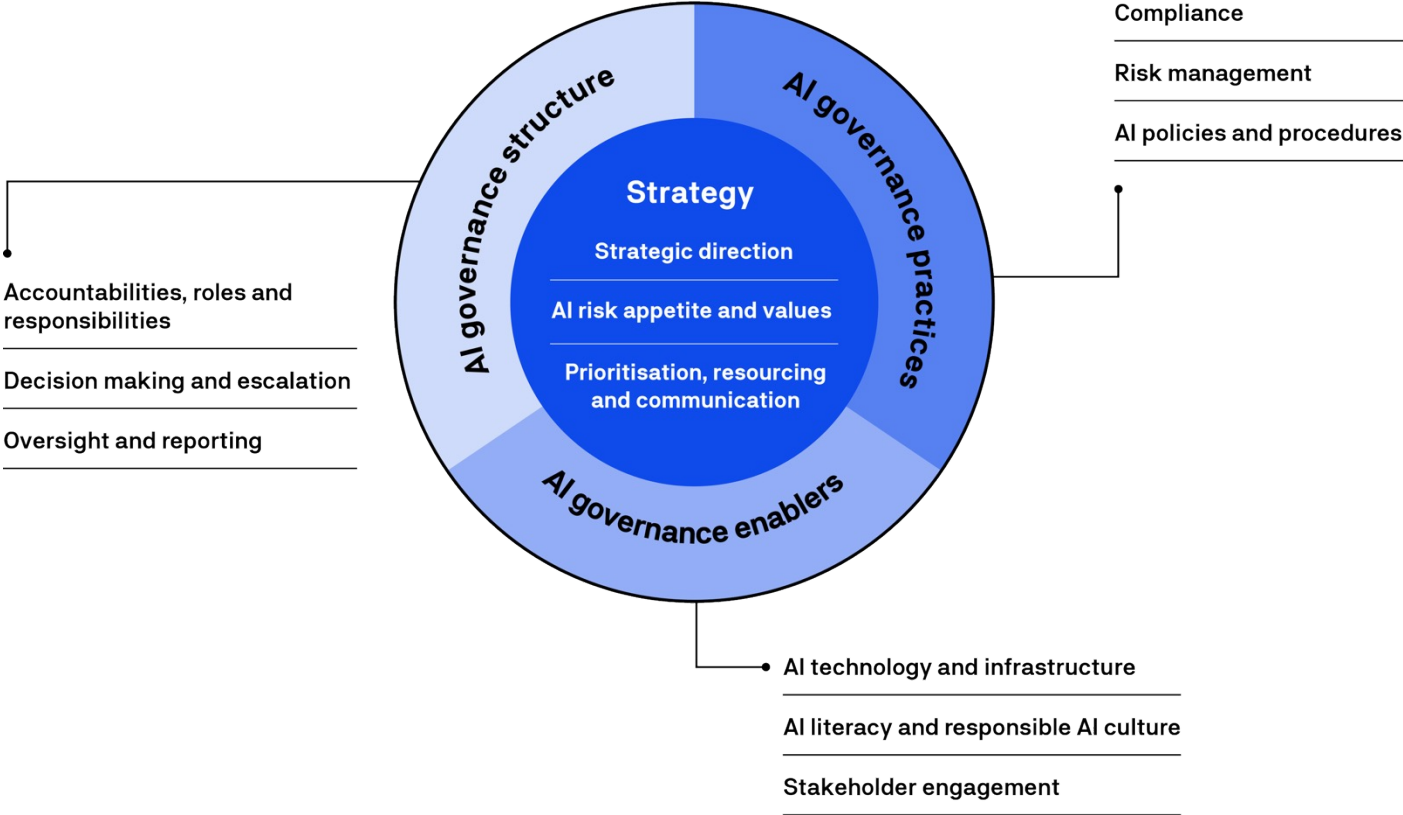 Compliance
Risk management
AI policies and procedures
AI governance structure
AI governance practices
Strategy
Strategic direction
AI risk appetite and values
Prioritisation, resourcing
and communication
Accountabilities, roles and
responsibilities
Decision making and escalation
Oversight and reporting
AI governance enablers
AI technology and infrastructure
AI literacy and responsible AI culture
Stakeholder engagement